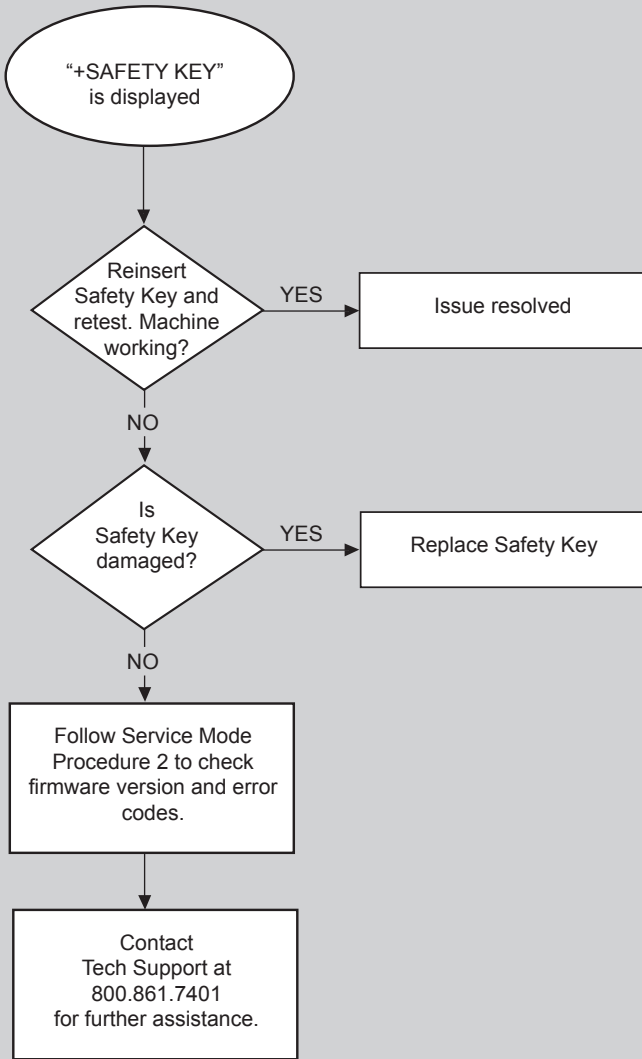 “+SAFETY KEY”
is displayed
Reinsert
Safety Key and
retest. Machine
working?
YES
Issue resolved
NO
Is
Safety Key
damaged?
YES
Replace Safety Key
NO
Follow Service Mode
Procedure 2 to check
firmware version and error
codes.
Contact
Tech Support at
800.861.7401
for further assistance.